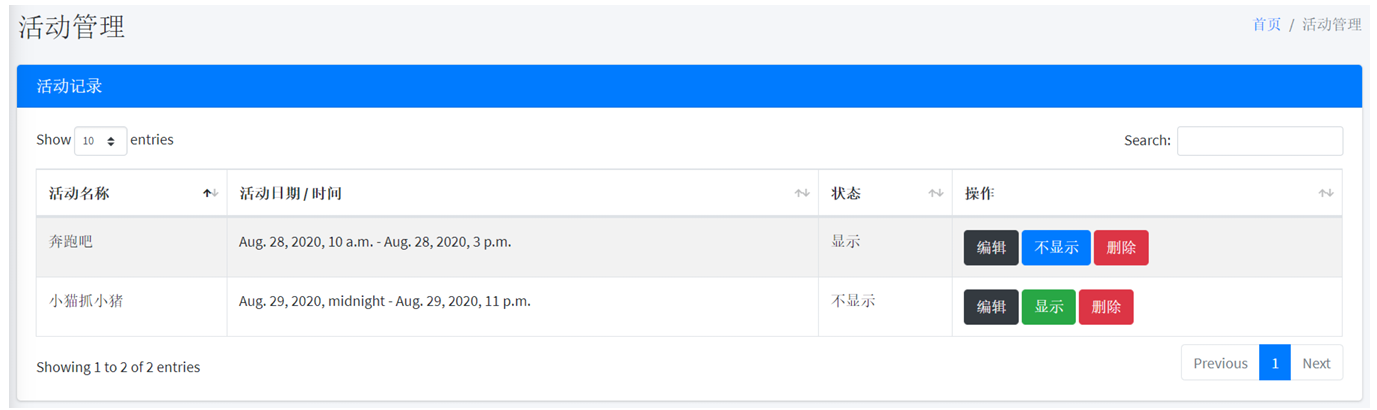 活动管理
首页 / 活动管理
活动记录
Show 10 entries
Search:
活动名称 活动日期 / 时间 状态 操作
奔跑吧 Aug. 28, 2020, 10 a.m. - Aug. 28, 2020, 3 p.m. 显示 编辑 不显示 删除
小猫抓小猪 Aug. 29, 2020, midnight - Aug. 29, 2020, 11 p.m. 不显示 编辑 显示 删除
Showing 1 to 2 of 2 entries
Previous 1 Next